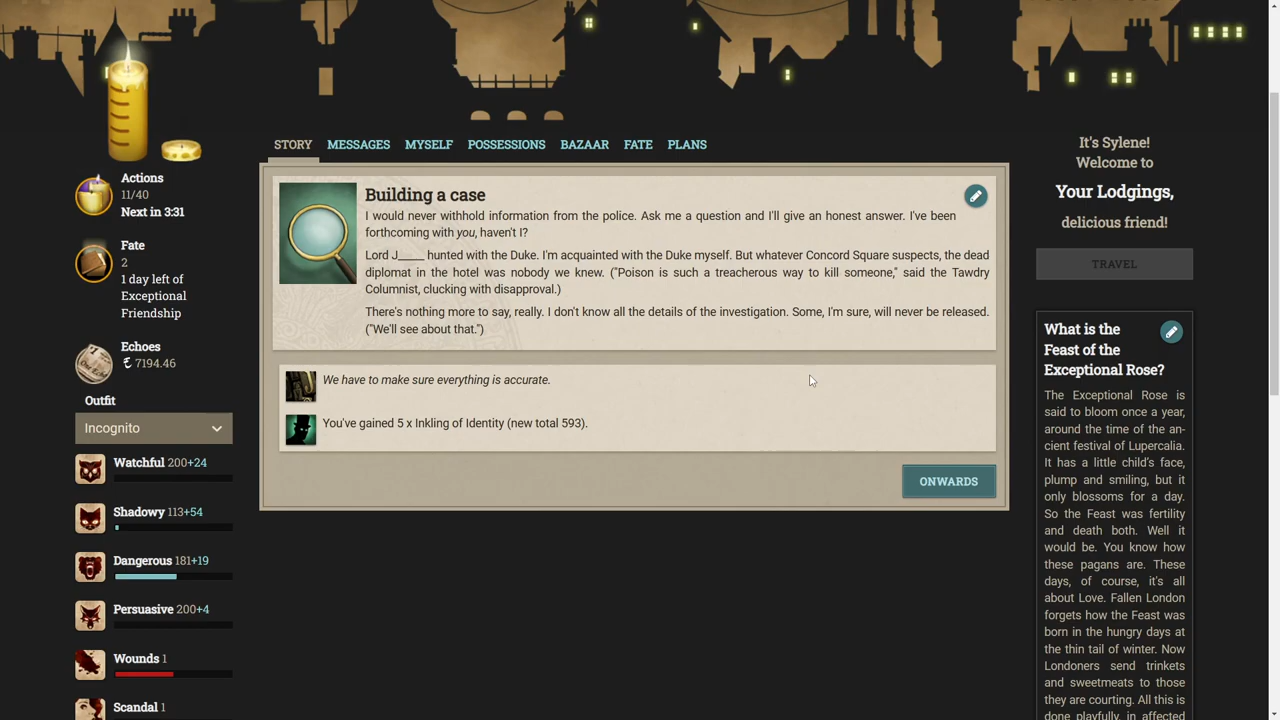 STORY MESSAGES MYSELF POSSESSIONS BAZAAR FATE PLANS
Actions
11/40
Next in 3:31
Fate
2
1 day left of
Exceptional
Friendship
Echoes
7194.46
Outfit
Incognito
Watchful 200+24
Shadowy 113+54
Dangerous 181+19
Persuasive 200+4
Wounds 1
Scandal 1
Building a case
I would never withhold information from the police. Ask me a question and I'll give an honest answer. I've been
forthcoming with you, haven't I?
Lord J____ hunted with the Duke. I'm acquainted with the Duke myself. But whatever Concord Square suspects, the dead
diplomat in the hotel was nobody we knew. ("Poison is such a treacherous way to kill someone," said the Tawdry
Columnist, clucking with disapproval.)
There's nothing more to say, really. I don't know all the details of the investigation. Some, I'm sure, will never be released.
("We'll see about that.")
We have to make sure everything is accurate.
You've gained 5 x Inkling of Identity (new total 593).
ONWARDS
It's Sylene!
Welcome to
Your Lodgings,
delicious friend!
TRAVEL
What is the
Feast of the
Exceptional Rose?
The Exceptional Rose is
said to bloom once a year,
around the time of the an-
cient festival of Lupercalia.
It has a little child's face,
plump and smiling, but it
only blossoms for a day.
So the Feast was fertility
and death both. Well it
would be. You know how
these pagans are. These
days, of course, it's all
about Love. Fallen London
forgets how the Feast was
born in the hungry days at
the thin tail of winter. Now
Londoners send trinkets
and sweetmeats to those
they are courting. All this is
done playfully, in affected